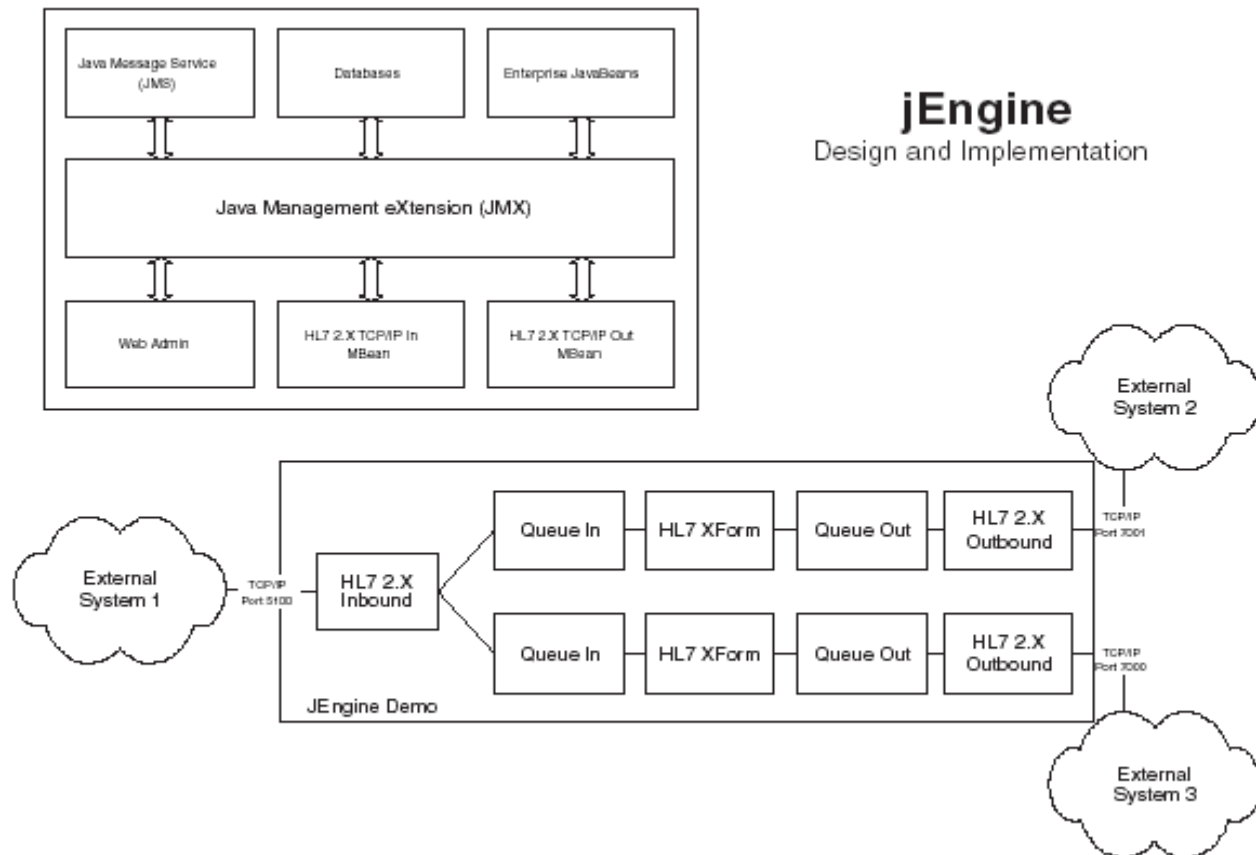 Java Message Service
(JMS)
Databases
Enterprise JavaBeans
jEngine
Design and Implementation
Java Management eXtension (JMX)
Web Admin
HL7 2.X TCP/IP In
MBean
HL7 2.X TCP/IP Out
MBean
External
System 2
TCP/IP
Port 7001
Queue In
HL7 XForm
Queue Out
HL7 2.X
Outbound
External
System 1
TCP/IP
Port 5100
HL7 2.X
Inbound
Queue In
HL7 XForm
Queue Out
HL7 2.X
Outbound
TCP/IP
Port 7000
JEngine Demo
External
System 3